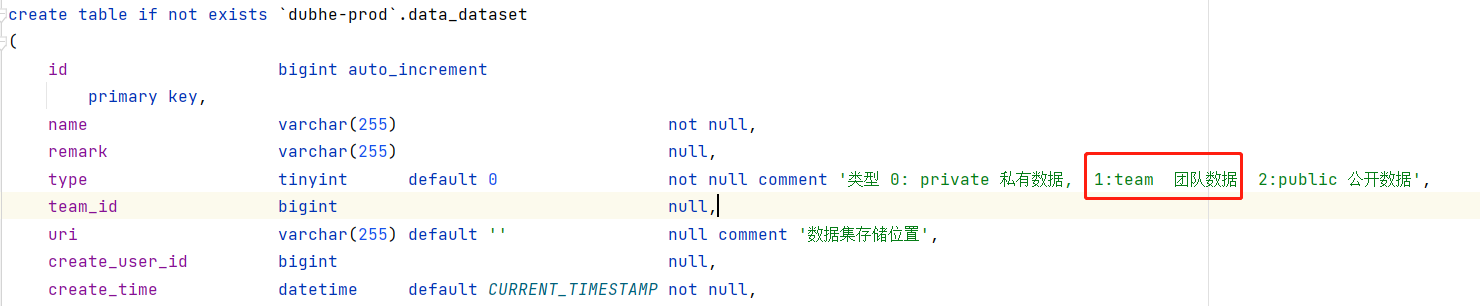 create table if not exists `dubhe-prod`.data_dataset
(
id bigint auto_increment
primary key,
name varchar(255) not null,
remark varchar(255) null,
type tinyint default 0 not null comment '类型 0: private 私有数据, 1:team 团队数据 2:public 公开数据',
team_id bigint null,
uri varchar(255) default '' null comment '数据集存储位置',
create_user_id bigint null,
create_time datetime default CURRENT_TIMESTAMP not null,